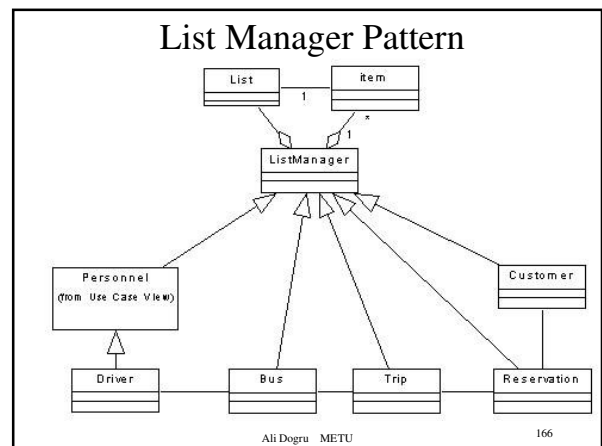 List Manager Pattern
List
item
1
*
1
ListManager
Personnel
(from Use Case View)
Customer
Driver
Bus
Trip
Reservation
Ali Dogru METU
166